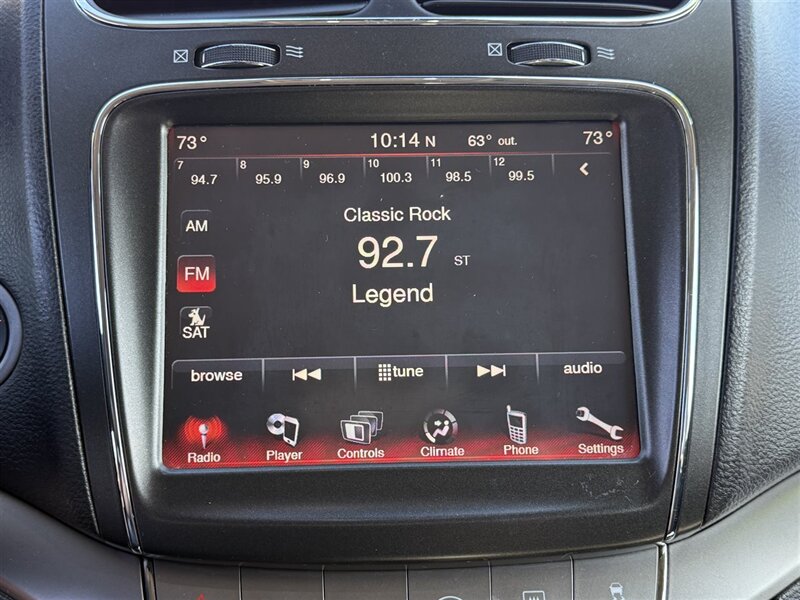 73° 10:14 N 63° out. 73°
7 94.7 8 95.9 9 96.9 10 100.3 11 98.5 12 99.5
Classic Rock
AM
92.7 ST
FM
Legend
SAT
browse tune audio
Radio Player Controls Climate Phone Settings